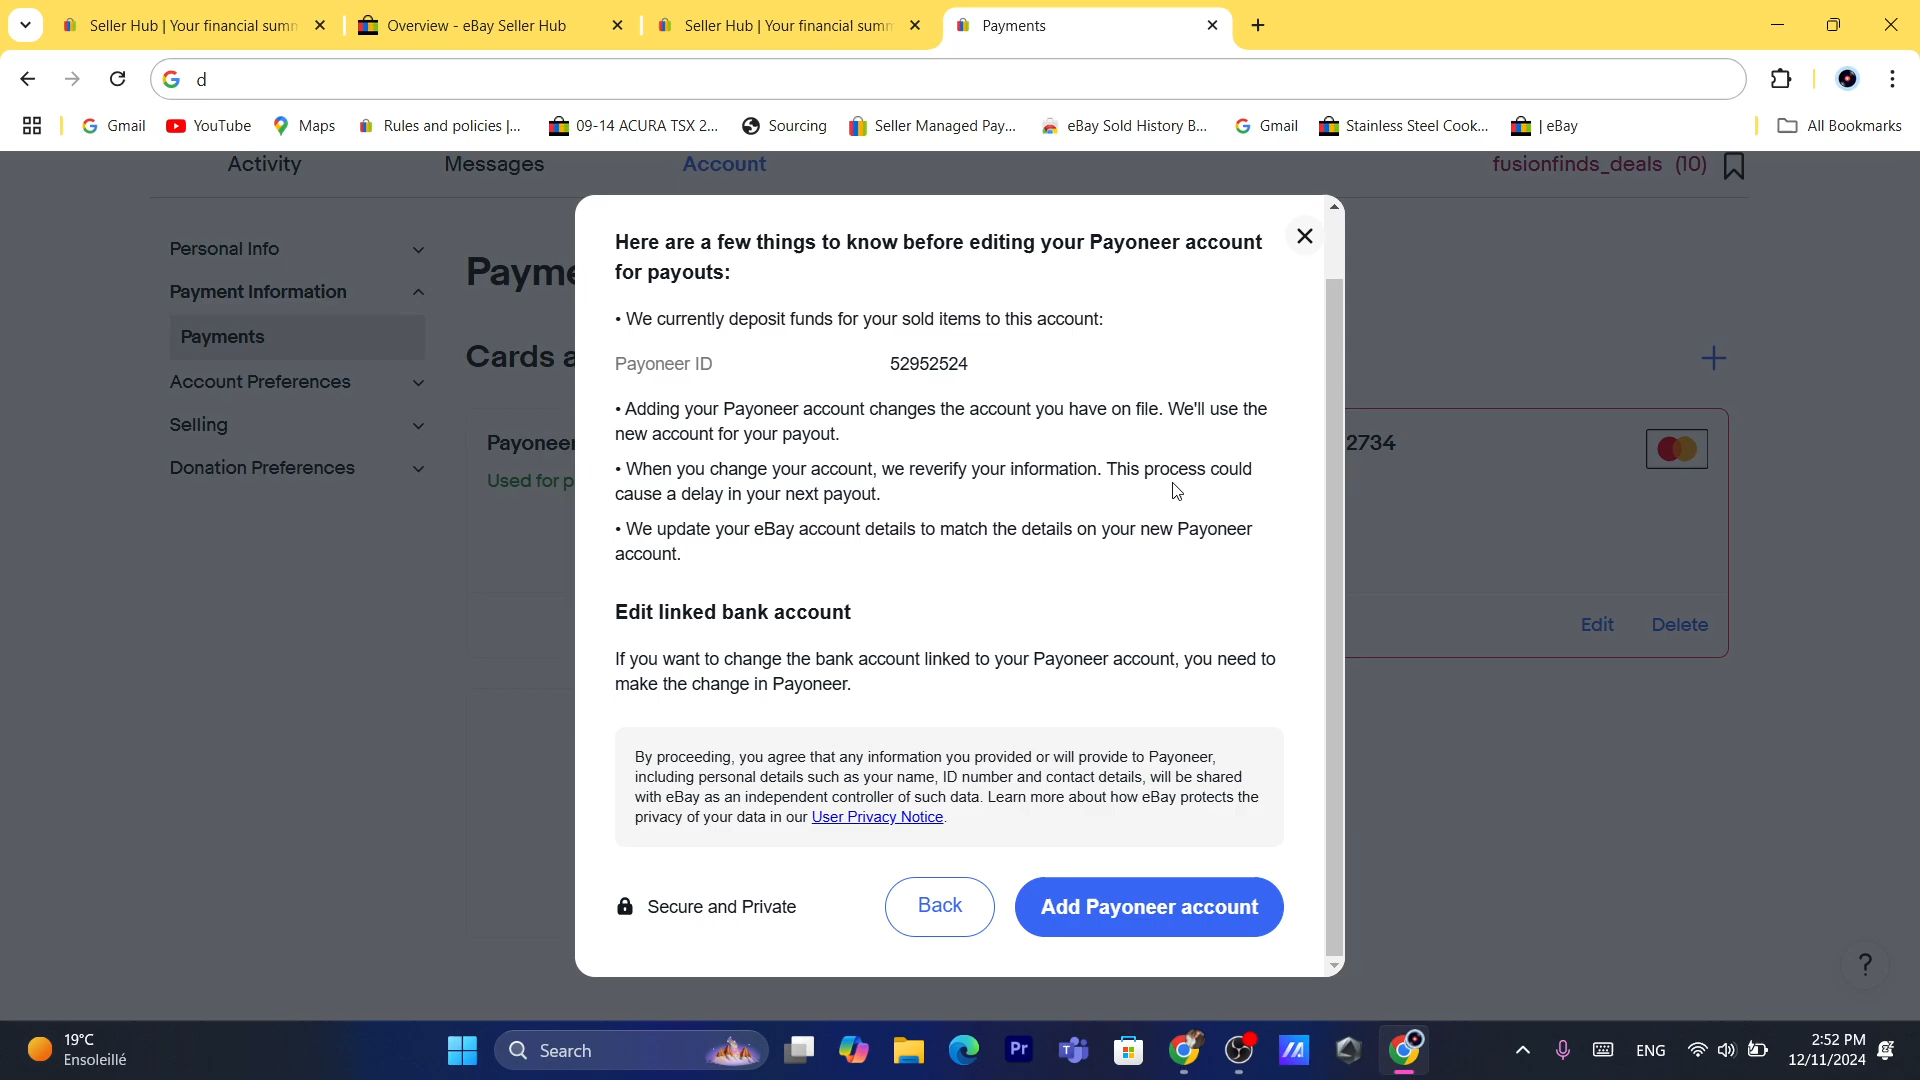 Seller Hub | Your financial summ
Overview - eBay Seller Hub
Seller Hub | Your financial summ
Payments
d
Gmail
YouTube
Maps
Rules and policies |...
09-14 ACURA TSX 2...
Sourcing
Seller Managed Pay...
eBay Sold History B...
Gmail
Stainless Steel Cook...
| eBay
All Bookmarks
Activity
Messages
Account
fusionfinds_deals (10)
Personal Info
Payment Information
Payments
Account Preferences
Selling
Donation Preferences
Payme
Cards a
Payoneer
Used for p
2734
Edit
Delete
Here are a few things to know before editing your Payoneer account
for payouts:
• We currently deposit funds for your sold items to this account:
Payoneer ID 52952524
• Adding your Payoneer account changes the account you have on file. We'll use the
new account for your payout.
• When you change your account, we reverify your information. This process could
cause a delay in your next payout.
• We update your eBay account details to match the details on your new Payoneer
account.
Edit linked bank account
If you want to change the bank account linked to your Payoneer account, you need to
make the change in Payoneer.
By proceeding, you agree that any information you provided or will provide to Payoneer,
including personal details such as your name, ID number and contact details, will be shared
with eBay as an independent controller of such data. Learn more about how eBay protects the
privacy of your data in our User Privacy Notice.
Secure and Private
Back
Add Payoneer account
?
19°C
Ensoleillé
Search
Pr
ENG
2:52 PM
12/11/2024